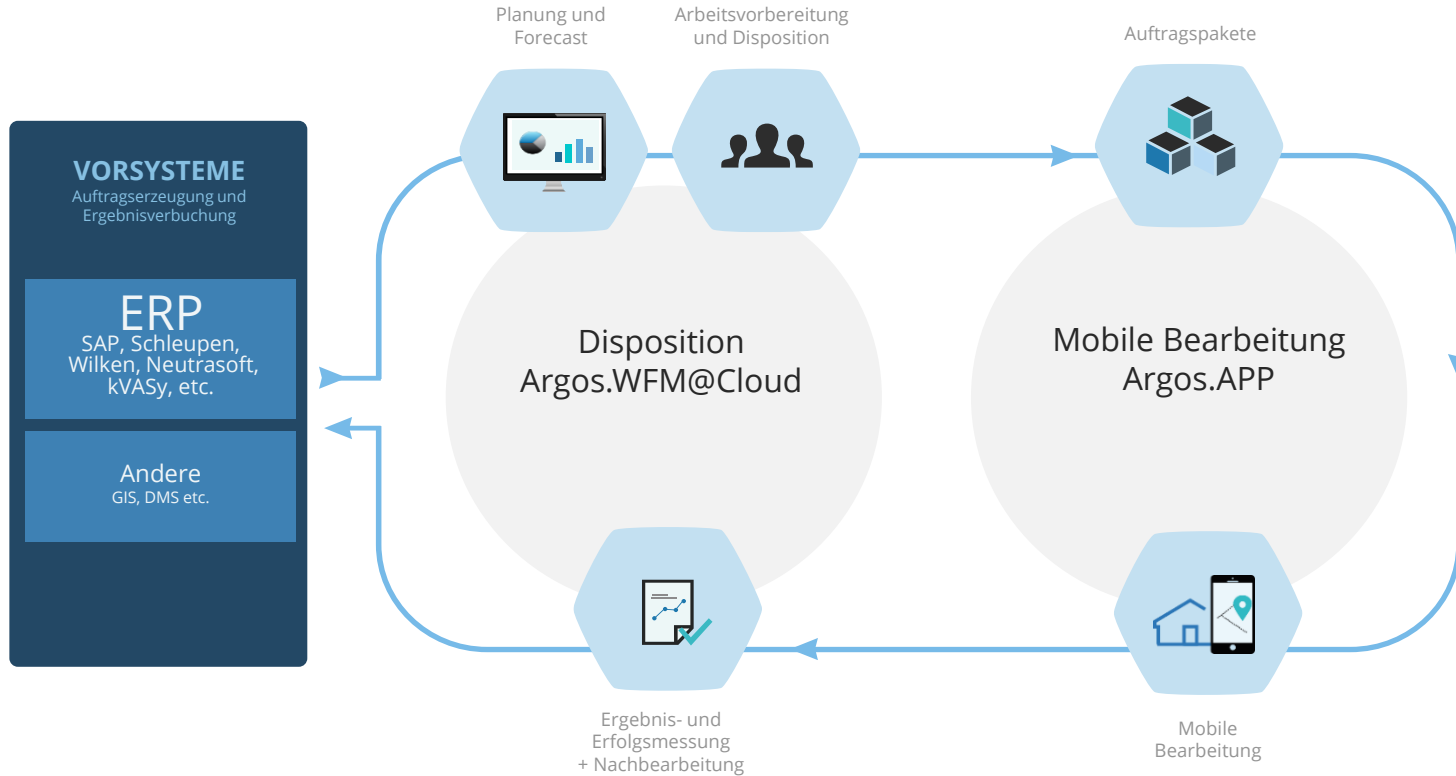 Planung und
Forecast
Arbeitsvorbereitung
und Disposition
Auftragspakete
VORSYSTEME
Auftragserzeugung und
Ergebnisverbuchung
ERP
SAP, Schleupen,
Wilken, Neutrasoft,
kVASy, etc.
Andere
GIS, DMS etc.
Disposition
Argos.WFM@Cloud
Mobile Bearbeitung
Argos.APP
Ergebnis- und
Erfolgsmessung
+ Nachbearbeitung
Mobile
Bearbeitung